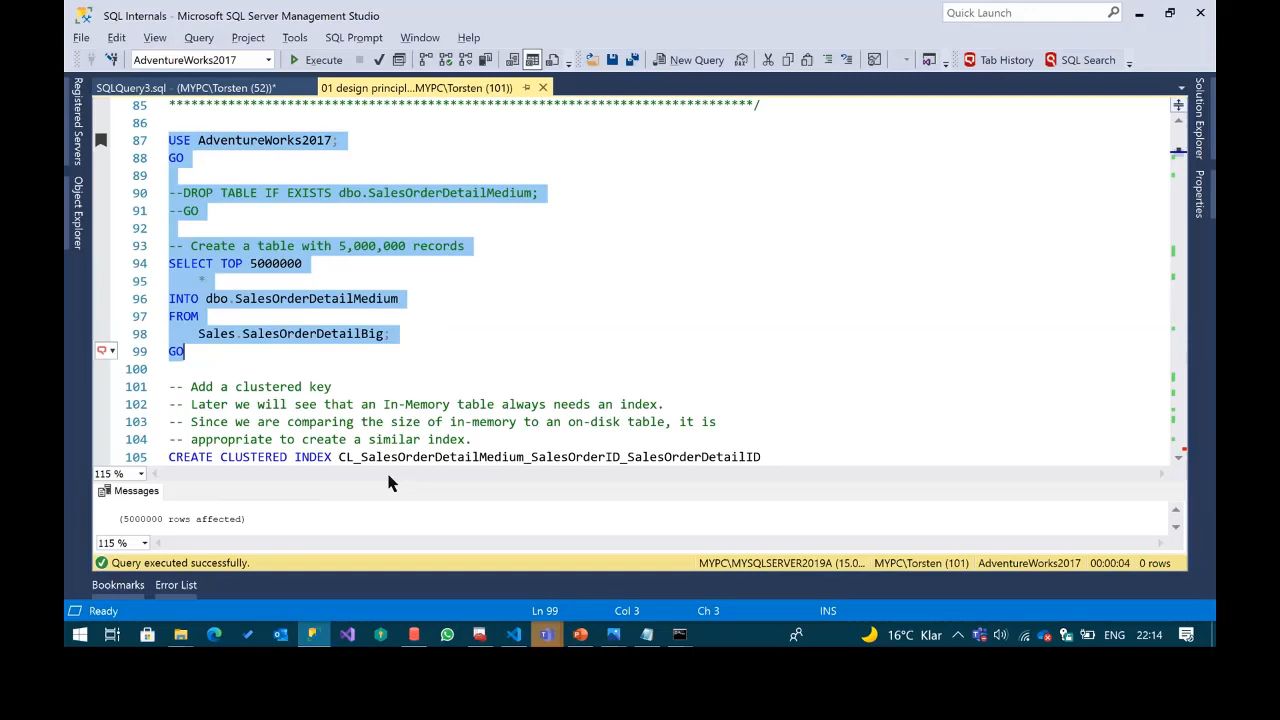 SQL Internals - Microsoft SQL Server Management Studio
Quick Launch
File Edit View Query Project Tools SQL Prompt Window Help
AdventureWorks2017 Execute New Query Tab History SQL Search
SQLQuery3.sql - (MYPC\Torsten (52))* 01 design principl...MYPC\Torsten (101))
Registered Servers
Object Explorer
Solution Explorer
Properties
85 *******************************************************************************/
86
87 USE AdventureWorks2017;
88 GO
89
90 --DROP TABLE IF EXISTS dbo.SalesOrderDetailMedium;
91 --GO
92
93 -- Create a table with 5,000,000 records
94 SELECT TOP 5000000
95 *
96 INTO dbo.SalesOrderDetailMedium
97 FROM
98 Sales.SalesOrderDetailBig;
99 GO
100
101 -- Add a clustered key
102 -- Later we will see that an In-Memory table always needs an index.
103 -- Since we are comparing the size of in-memory to an on-disk table, it is
104 -- appropriate to create a similar index.
105 CREATE CLUSTERED INDEX CL_SalesOrderDetailMedium_SalesOrderID_SalesOrderDetailID
115 %
Messages
(5000000 rows affected)
115 %
Query executed successfully. MYPC\MYSQLSERVER2019A (15.0... MYPC\Torsten (101) AdventureWorks2017 00:00:04 0 rows
Bookmarks Error List
Ready Ln 99 Col 3 Ch 3 INS
16°C Klar ENG 22:14